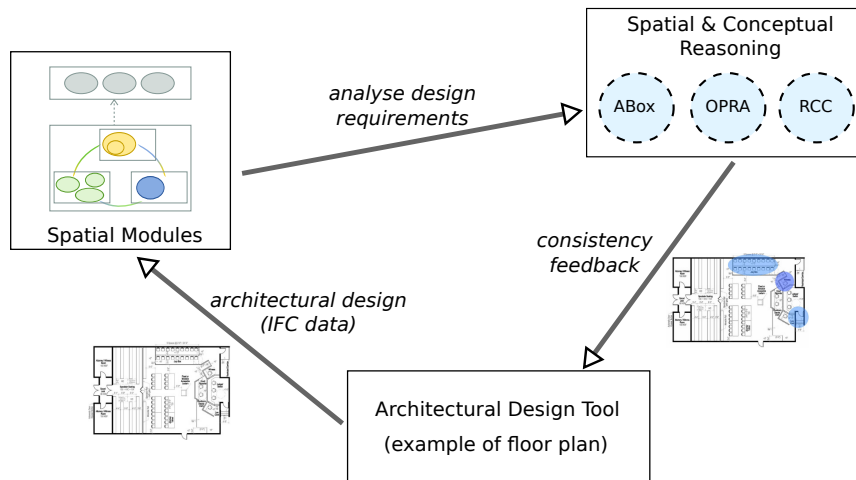 Spatial & Conceptual
Reasoning
ABox
OPRA
RCC
analyse design
requirements
Spatial Modules
consistency
feedback
architectural design
(IFC data)
Architectural Design Tool
(example of floor plan)